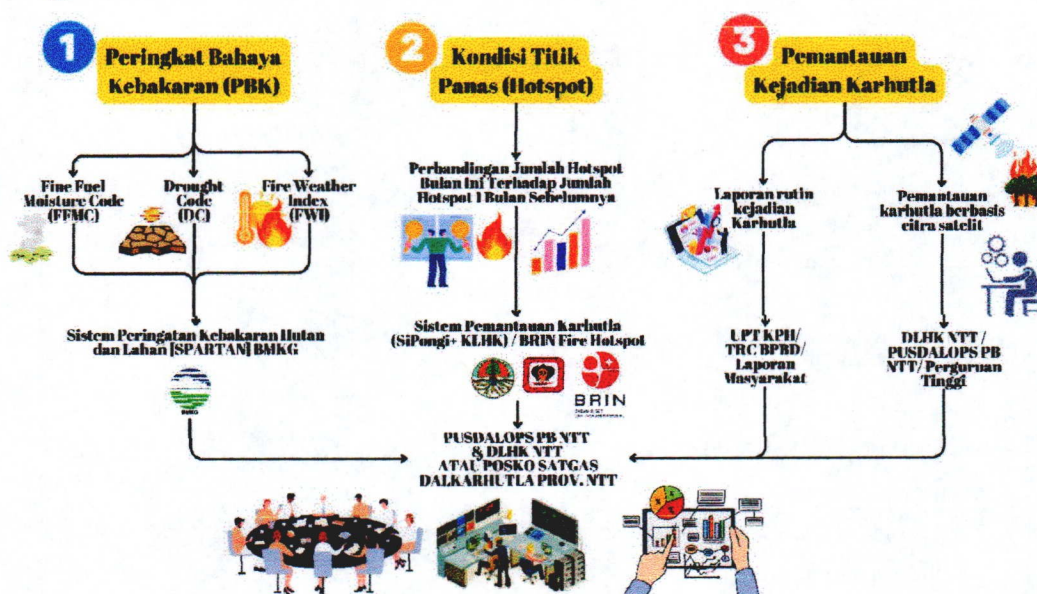 1
Peringkat Bahaya
Kebakaran (PBK)
Fine Fuel
Moisture Code
(FFMC)
Drought
Code
(DC)
Fire Weather
Index
(FWI)
Sistem Peringatan Kebakaran Hutan
dan Lahan [SPARTAN] BMKG
BMKG
2
Kondisi Titik
Panas (Hotspot)
Perbandingan Jumlah Hotspot
Bulan Ini Terhadap Jumlah
Hotspot 1 Bulan Sebelumnya
Sistem Pemantauan Karhutla
(SiPongi+ KLHK) / BRIN Fire Hotspot
BRIN
3
Pemantauan
Kejadian Karhutla
Laporan rutin
kejadian
Karhutla
UPT KPH/
TRC BPBD/
Laporan
Masyarakat
Pemantauan
karhutla berbasis
citra satelit
DLHK NTT /
PUSDALOPS PB
NTT/ Perguruan
Tinggi
PUSDALOPS PB NTT
& DLHK NTT
ATAU POSKO SATGAS
DALKARHUTLA PROV. NTT